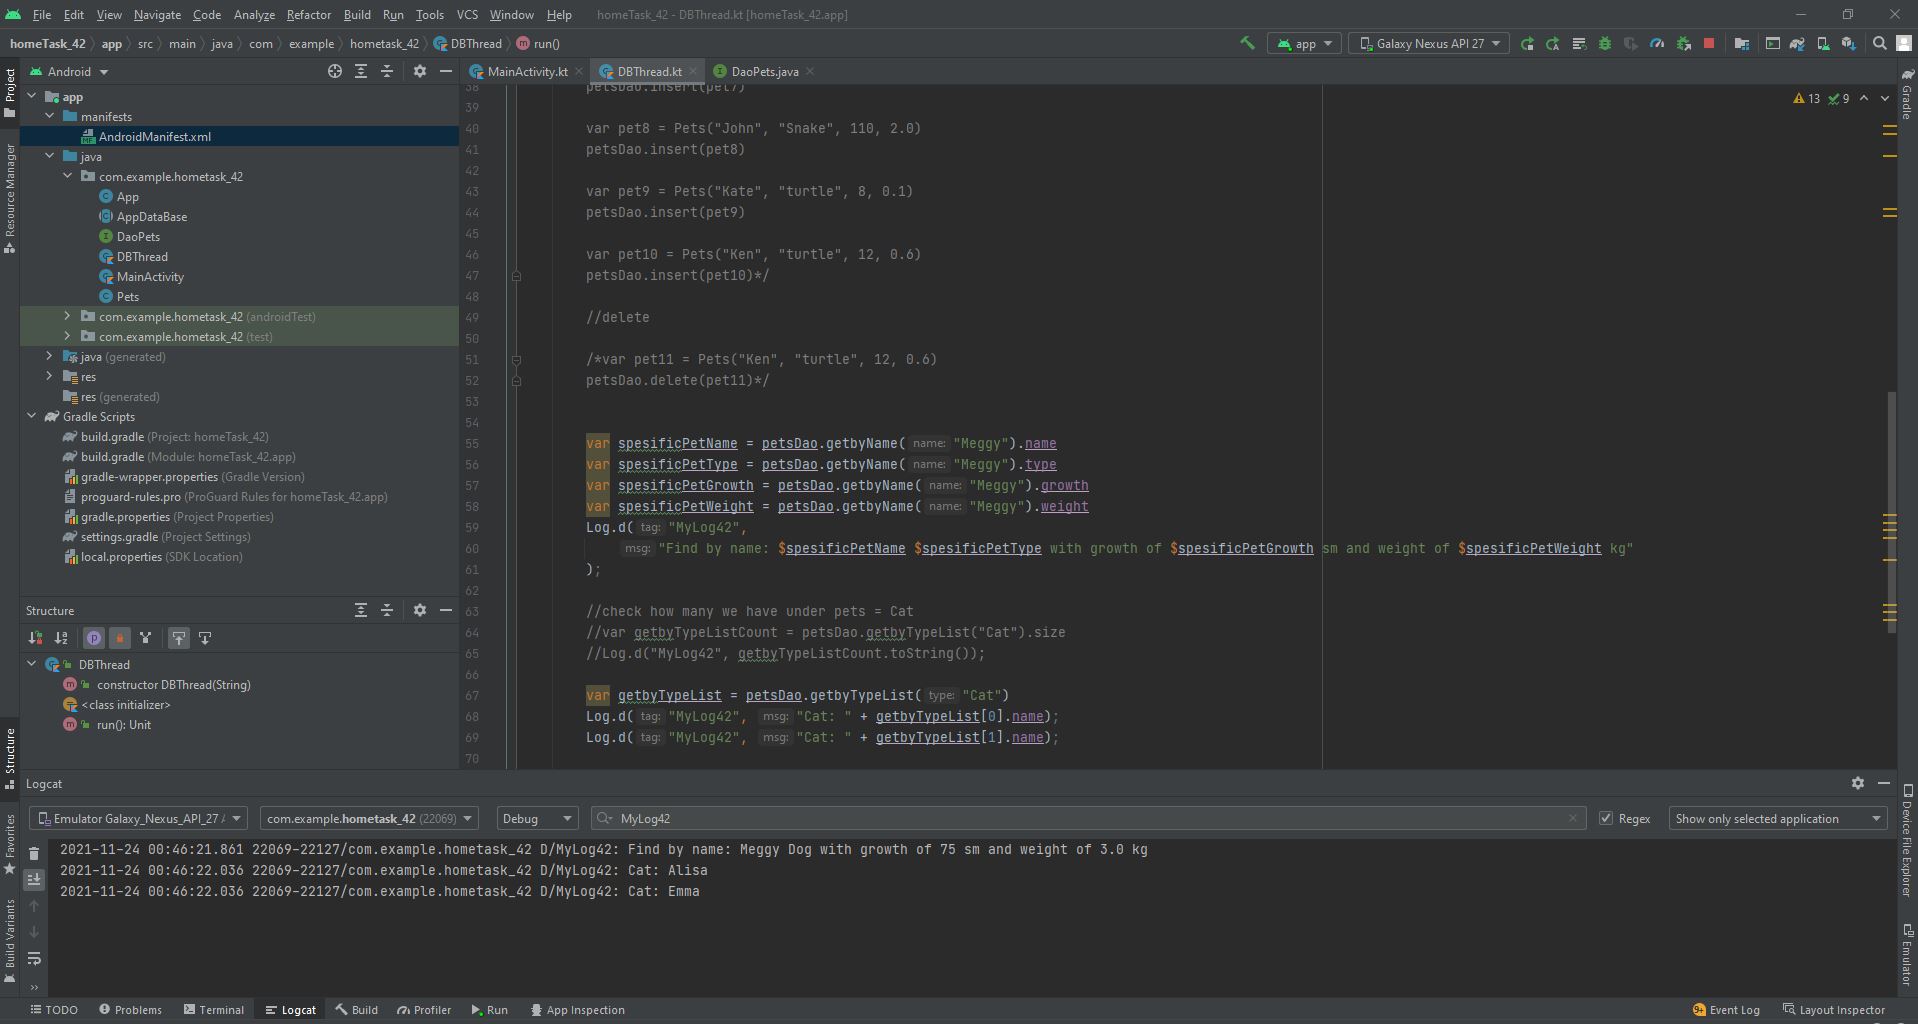 File Edit View Navigate Code Analyze Refactor Build Run Tools VCS Window Help homeTask_42 - DBThread.kt [homeTask_42.app]
homeTask_42 app src main java com example hometask_42 DBThread run() app Galaxy Nexus API 27
Project
Resource Manager
Structure
Favorites
Build Variants
Android
app
manifests
AndroidManifest.xml
java
com.example.hometask_42
App
AppDataBase
DaoPets
DBThread
MainActivity
Pets
com.example.hometask_42 (androidTest)
com.example.hometask_42 (test)
java (generated)
res
res (generated)
Gradle Scripts
build.gradle (Project: homeTask_42)
build.gradle (Module: homeTask_42.app)
gradle-wrapper.properties (Gradle Version)
proguard-rules.pro (ProGuard Rules for homeTask_42.app)
gradle.properties (Project Properties)
settings.gradle (Project Settings)
local.properties (SDK Location)
Structure
DBThread
constructor DBThread(String)
<class initializer>
run(): Unit
MainActivity.kt DBThread.kt DaoPets.java
13 9
38 petsDao.insert(pet7)
39
40 var pet8 = Pets("John", "Snake", 110, 2.0)
41 petsDao.insert(pet8)
42
43 var pet9 = Pets("Kate", "turtle", 8, 0.1)
44 petsDao.insert(pet9)
45
46 var pet10 = Pets("Ken", "turtle", 12, 0.6)
47 petsDao.insert(pet10)*/
48
49 //delete
50
51 /*var pet11 = Pets("Ken", "turtle", 12, 0.6)
52 petsDao.delete(pet11)*/
53
54
55 var spesificPetName = petsDao.getbyName( name: "Meggy").name
56 var spesificPetType = petsDao.getbyName( name: "Meggy").type
57 var spesificPetGrowth = petsDao.getbyName( name: "Meggy").growth
58 var spesificPetWeight = petsDao.getbyName( name: "Meggy").weight
59 Log.d( tag: "MyLog42",
60 msg: "Find by name: $spesificPetName $spesificPetType with growth of $spesificPetGrowth sm and weight of $spesificPetWeight kg"
61 );
62
63 //check how many we have under pets = Cat
64 //var getbyTypeListCount = petsDao.getbyTypeList("Cat").size
65 //Log.d("MyLog42", getbyTypeListCount.toString());
66
67 var getbyTypeList = petsDao.getbyTypeList( type: "Cat")
68 Log.d( tag: "MyLog42", msg: "Cat: " + getbyTypeList[0].name);
69 Log.d( tag: "MyLog42", msg: "Cat: " + getbyTypeList[1].name);
70
Gradle
Device File Explorer
Emulator
Logcat
Emulator Galaxy_Nexus_API_27 com.example.hometask_42 (22069) Debug MyLog42 Regex Show only selected application
2021-11-24 00:46:21.861 22069-22127/com.example.hometask_42 D/MyLog42: Find by name: Meggy Dog with growth of 75 sm and weight of 3.0 kg
2021-11-24 00:46:22.036 22069-22127/com.example.hometask_42 D/MyLog42: Cat: Alisa
2021-11-24 00:46:22.036 22069-22127/com.example.hometask_42 D/MyLog42: Cat: Emma
TODO Problems Terminal Logcat Build Profiler Run App Inspection 9+ Event Log Layout Inspector